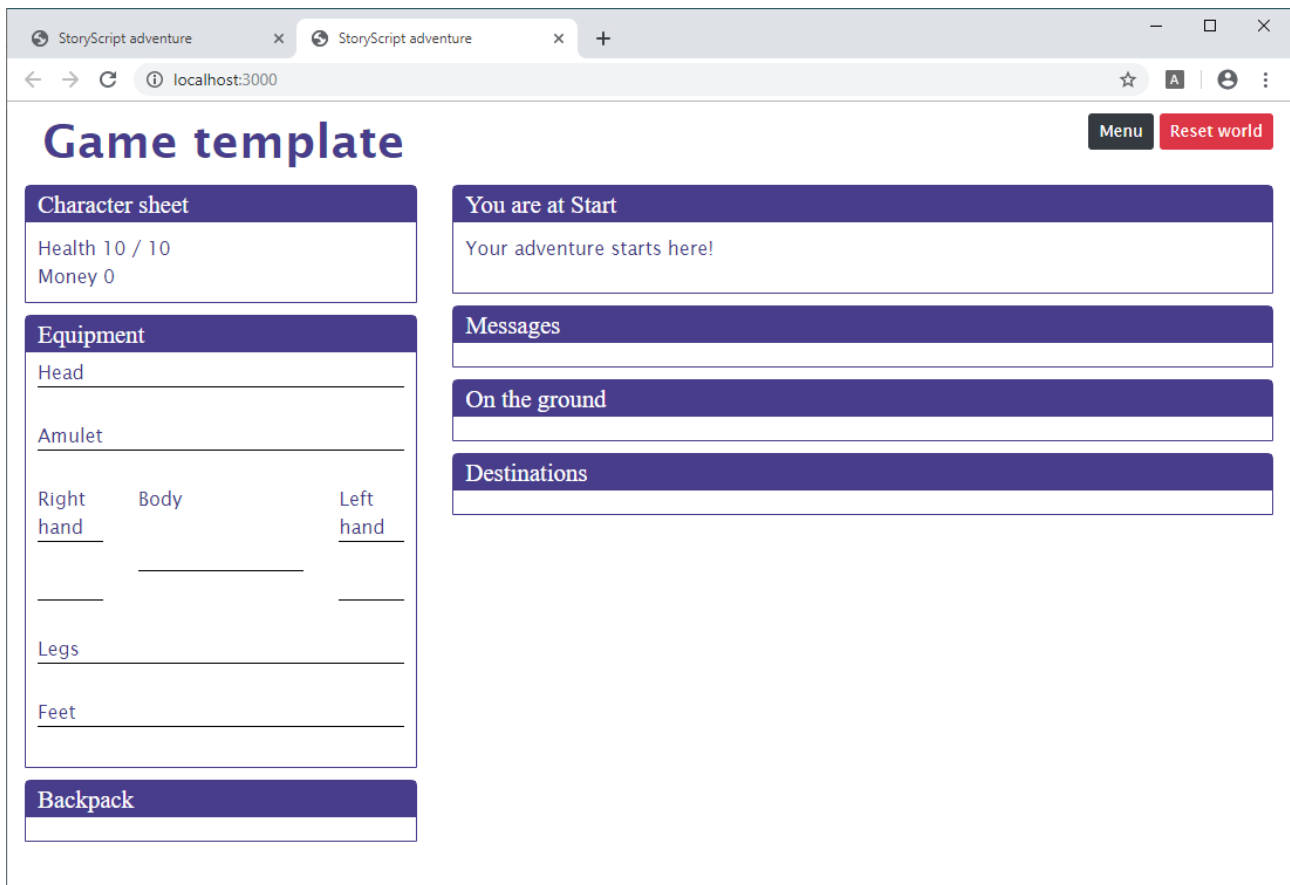 StoryScript adventure
StoryScript adventure
localhost:3000
A
Game template
Menu
Reset world
Character sheet
Health 10 / 10
Money 0
Equipment
Head
Amulet
Right
hand
Body
Left
hand
Legs
Feet
Backpack
You are at Start
Your adventure starts here!
Messages
On the ground
Destinations